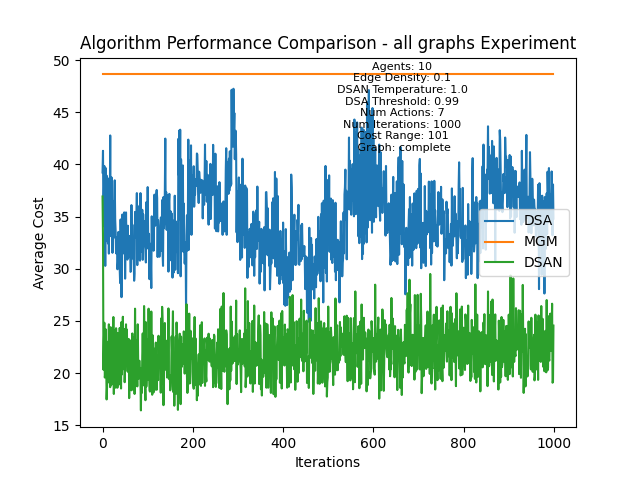 Algorithm Performance Comparison - all graphs Experiment
Agents: 10
Edge Density: 0.1
DSAN Temperature: 1.0
DSA Threshold: 0.99
Num Actions: 7
Num Iterations: 1000
Cost Range: 101
Graph: complete
50
45
40
35
30
25
20
15
Average Cost
DSA
MGM
DSAN
0
200
400
600
800
1000
Iterations